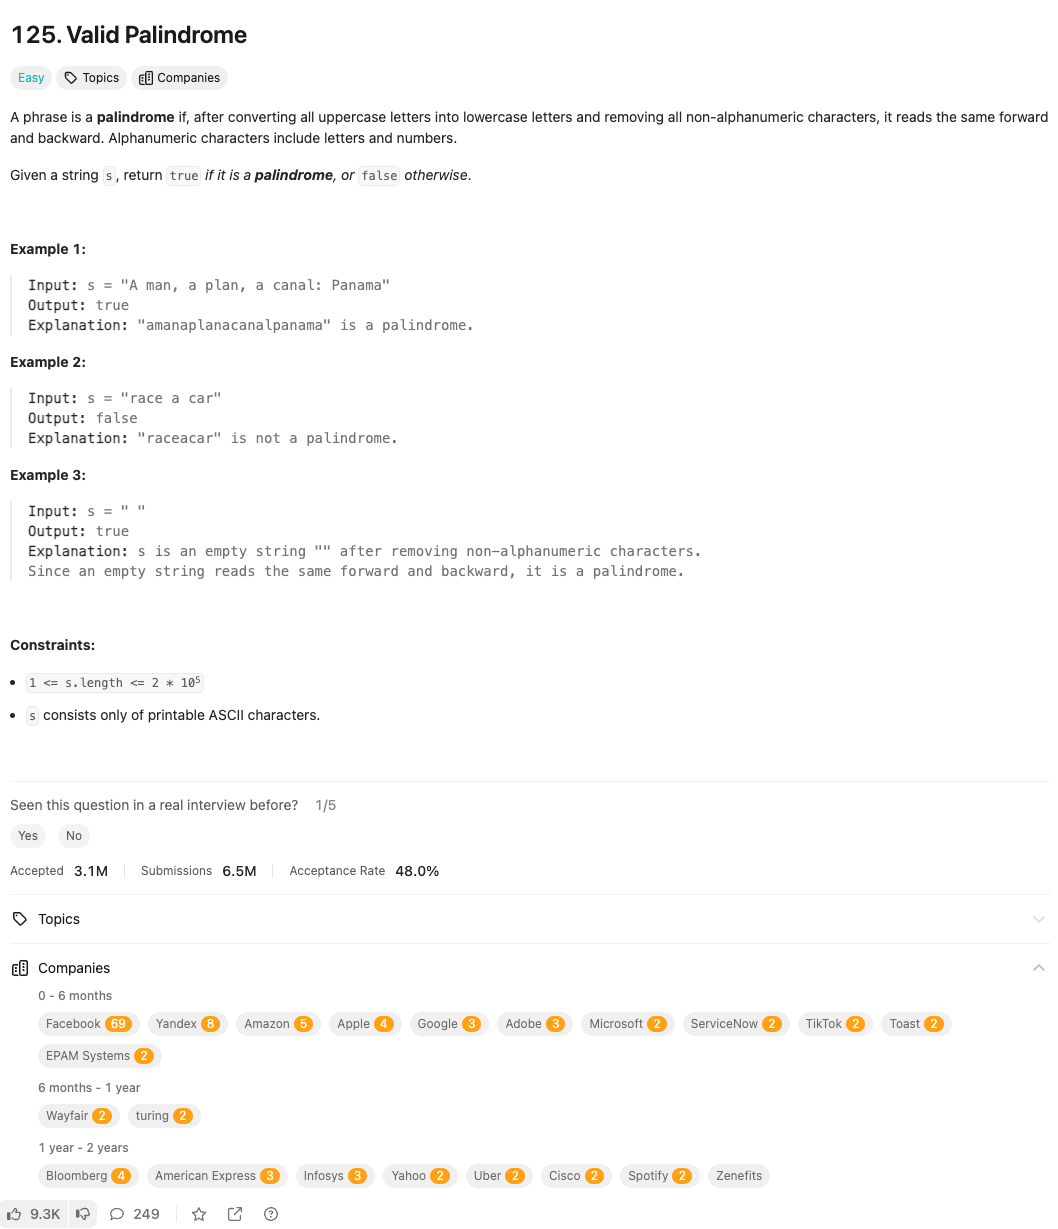 125. Valid Palindrome
Easy Topics Companies
A phrase is a palindrome if, after converting all uppercase letters into lowercase letters and removing all non-alphanumeric characters, it reads the same forward
and backward. Alphanumeric characters include letters and numbers.
Given a string s, return true if it is a palindrome, or false otherwise.
Example 1:
Input: s = "A man, a plan, a canal: Panama"
Output: true
Explanation: "amanaplanacanalpanama" is a palindrome.
Example 2:
Input: s = "race a car"
Output: false
Explanation: "raceacar" is not a palindrome.
Example 3:
Input: s = " "
Output: true
Explanation: s is an empty string "" after removing non-alphanumeric characters.
Since an empty string reads the same forward and backward, it is a palindrome.
Constraints:
• 1 <= s.length <= 2 * 10⁵
• s consists only of printable ASCII characters.
Seen this question in a real interview before? 1/5
Yes No
Accepted 3.1M Submissions 6.5M Acceptance Rate 48.0%
Topics
Companies
0 - 6 months
Facebook 69 Yandex 8 Amazon 5 Apple 4 Google 3 Adobe 3 Microsoft 2 ServiceNow 2 TikTok 2 Toast 2
EPAM Systems 2
6 months - 1 year
Wayfair 2 turing 2
1 year - 2 years
Bloomberg 4 American Express 3 Infosys 3 Yahoo 2 Uber 2 Cisco 2 Spotify 2 Zenefits
9.3K 249